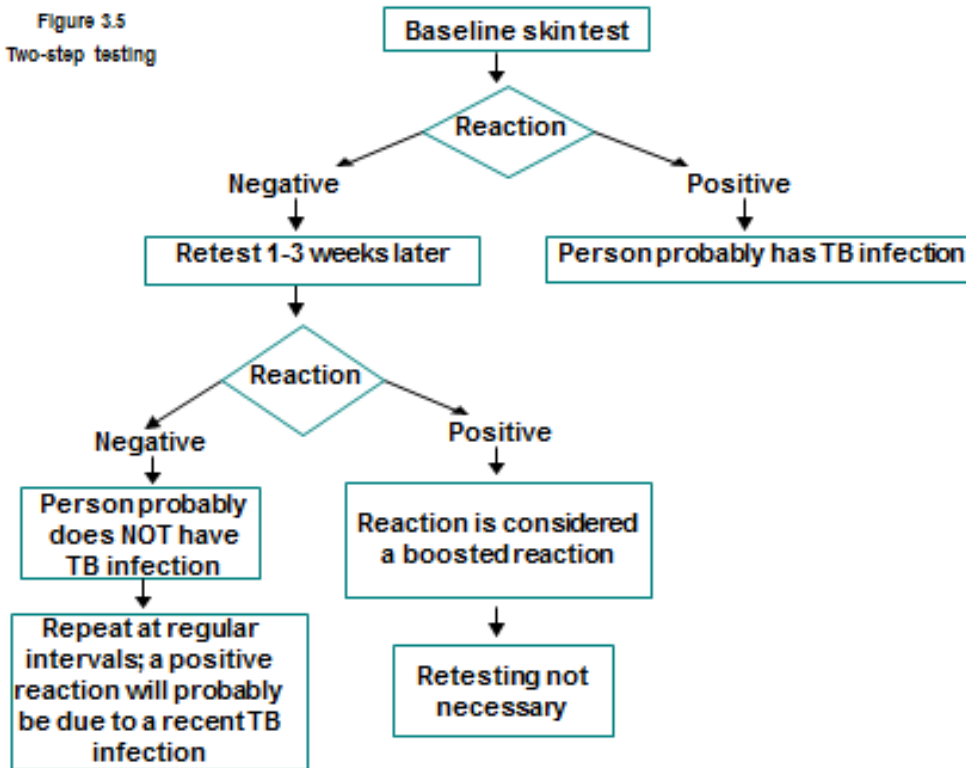 Figure 3.5
Two-step testing
Baseline skin test
Reaction
Negative
Positive
Retest 1-3 weeks later
Person probably has TB infection
Reaction
Negative
Positive
Person probably
does NOT have
TB infection
Reaction is considered
a boosted reaction
Repeat at regular
intervals; a positive
reaction will probably
be due to a recent TB
infection
Retesting not
necessary